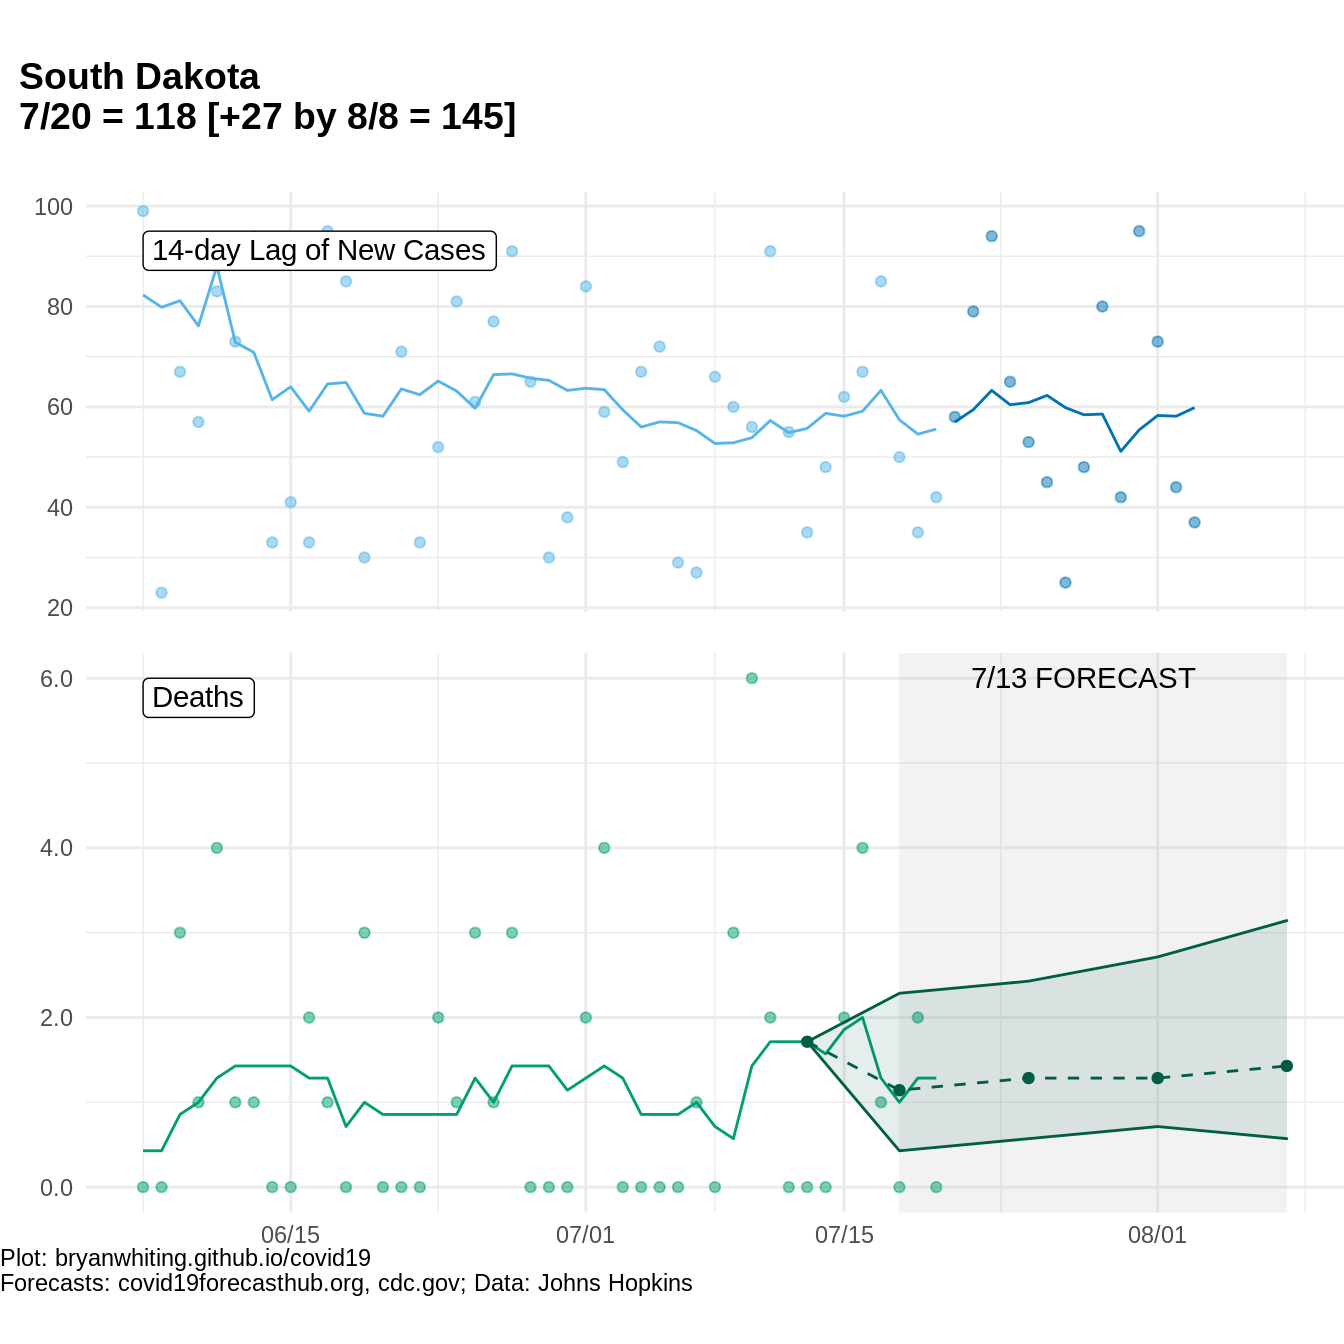 South Dakota
7/20 = 118 [+27 by 8/8 = 145]
100
14-day Lag of New Cases
80
60
40
20
6.0
Deaths
7/13 FORECAST
4.0
2.0
0.0
06/15
07/01
07/15
08/01
Plot: bryanwhiting.github.io/covid19
Forecasts: covid19forecasthub.org, cdc.gov; Data: Johns Hopkins